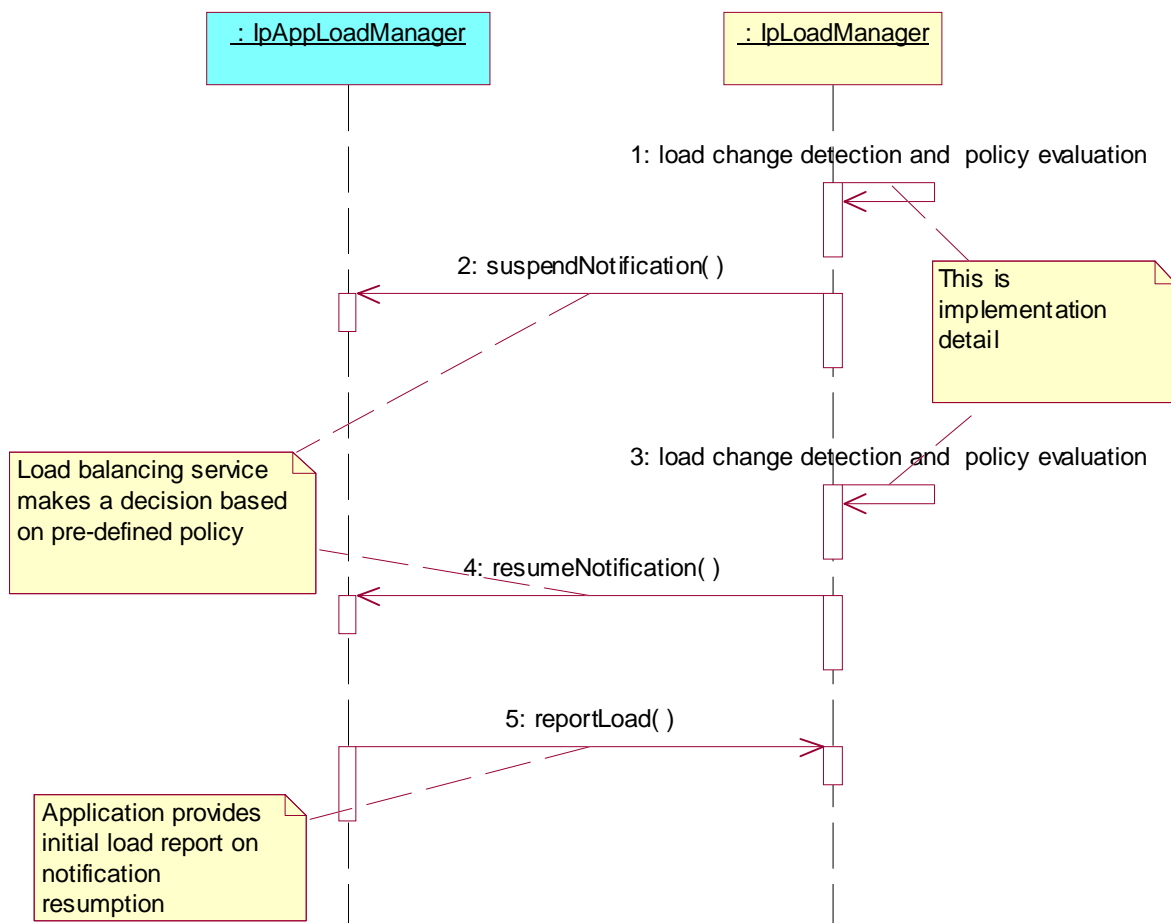 : IpAppLoadManager
: IpLoadManager
1: load change detection and policy evaluation
2: suspendNotification( )
This is
implementation
detail
Load balancing service
makes a decision based
on pre-defined policy
3: load change detection and policy evaluation
4: resumeNotification( )
5: reportLoad( )
Application provides
initial load report on
notification
resumption